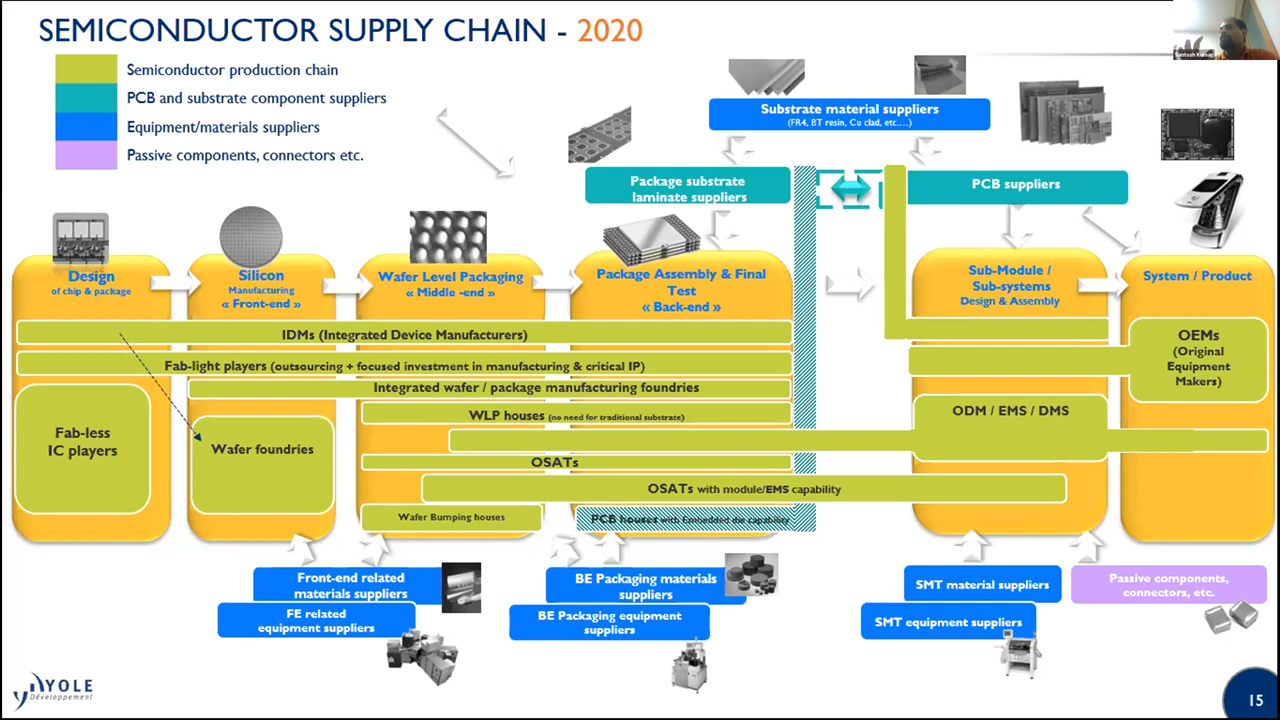 SEMICONDUCTOR SUPPLY CHAIN - 2020
Semiconductor production chain
PCB and substrate component suppliers
Equipment/materials suppliers
Passive components, connectors etc.
Substrate material suppliers
(FR4, BT resin, Cu clad, etc....)
Package substrate
laminate suppliers
PCB suppliers
Design
of chip & package
Silicon
Manufacturing
« Front-end »
Wafer Level Packaging
« Middle -end »
Package Assembly & Final
Test
« Back-end »
Sub-Module /
Sub-systems
Design & Assembly
System / Product
IDMs (Integrated Device Manufacturers)
Fab-light players (outsourcing + focused investment in manufacturing & critical IP)
Integrated wafer / package manufacturing foundries
WLP houses (no need for traditional substrate)
OSATs
OSATs with module/EMS capability
Wafer Bumping houses
PCB houses with Embedded die capability
Fab-less
IC players
Wafer foundries
ODM / EMS / DMS
OEMs
(Original
Equipment
Makers)
Front-end related
materials suppliers
FE related
equipment suppliers
BE Packaging materials
suppliers
BE Packaging equipment
suppliers
SMT material suppliers
SMT equipment suppliers
Passive components,
connectors, etc.
YOLE
Développement
15